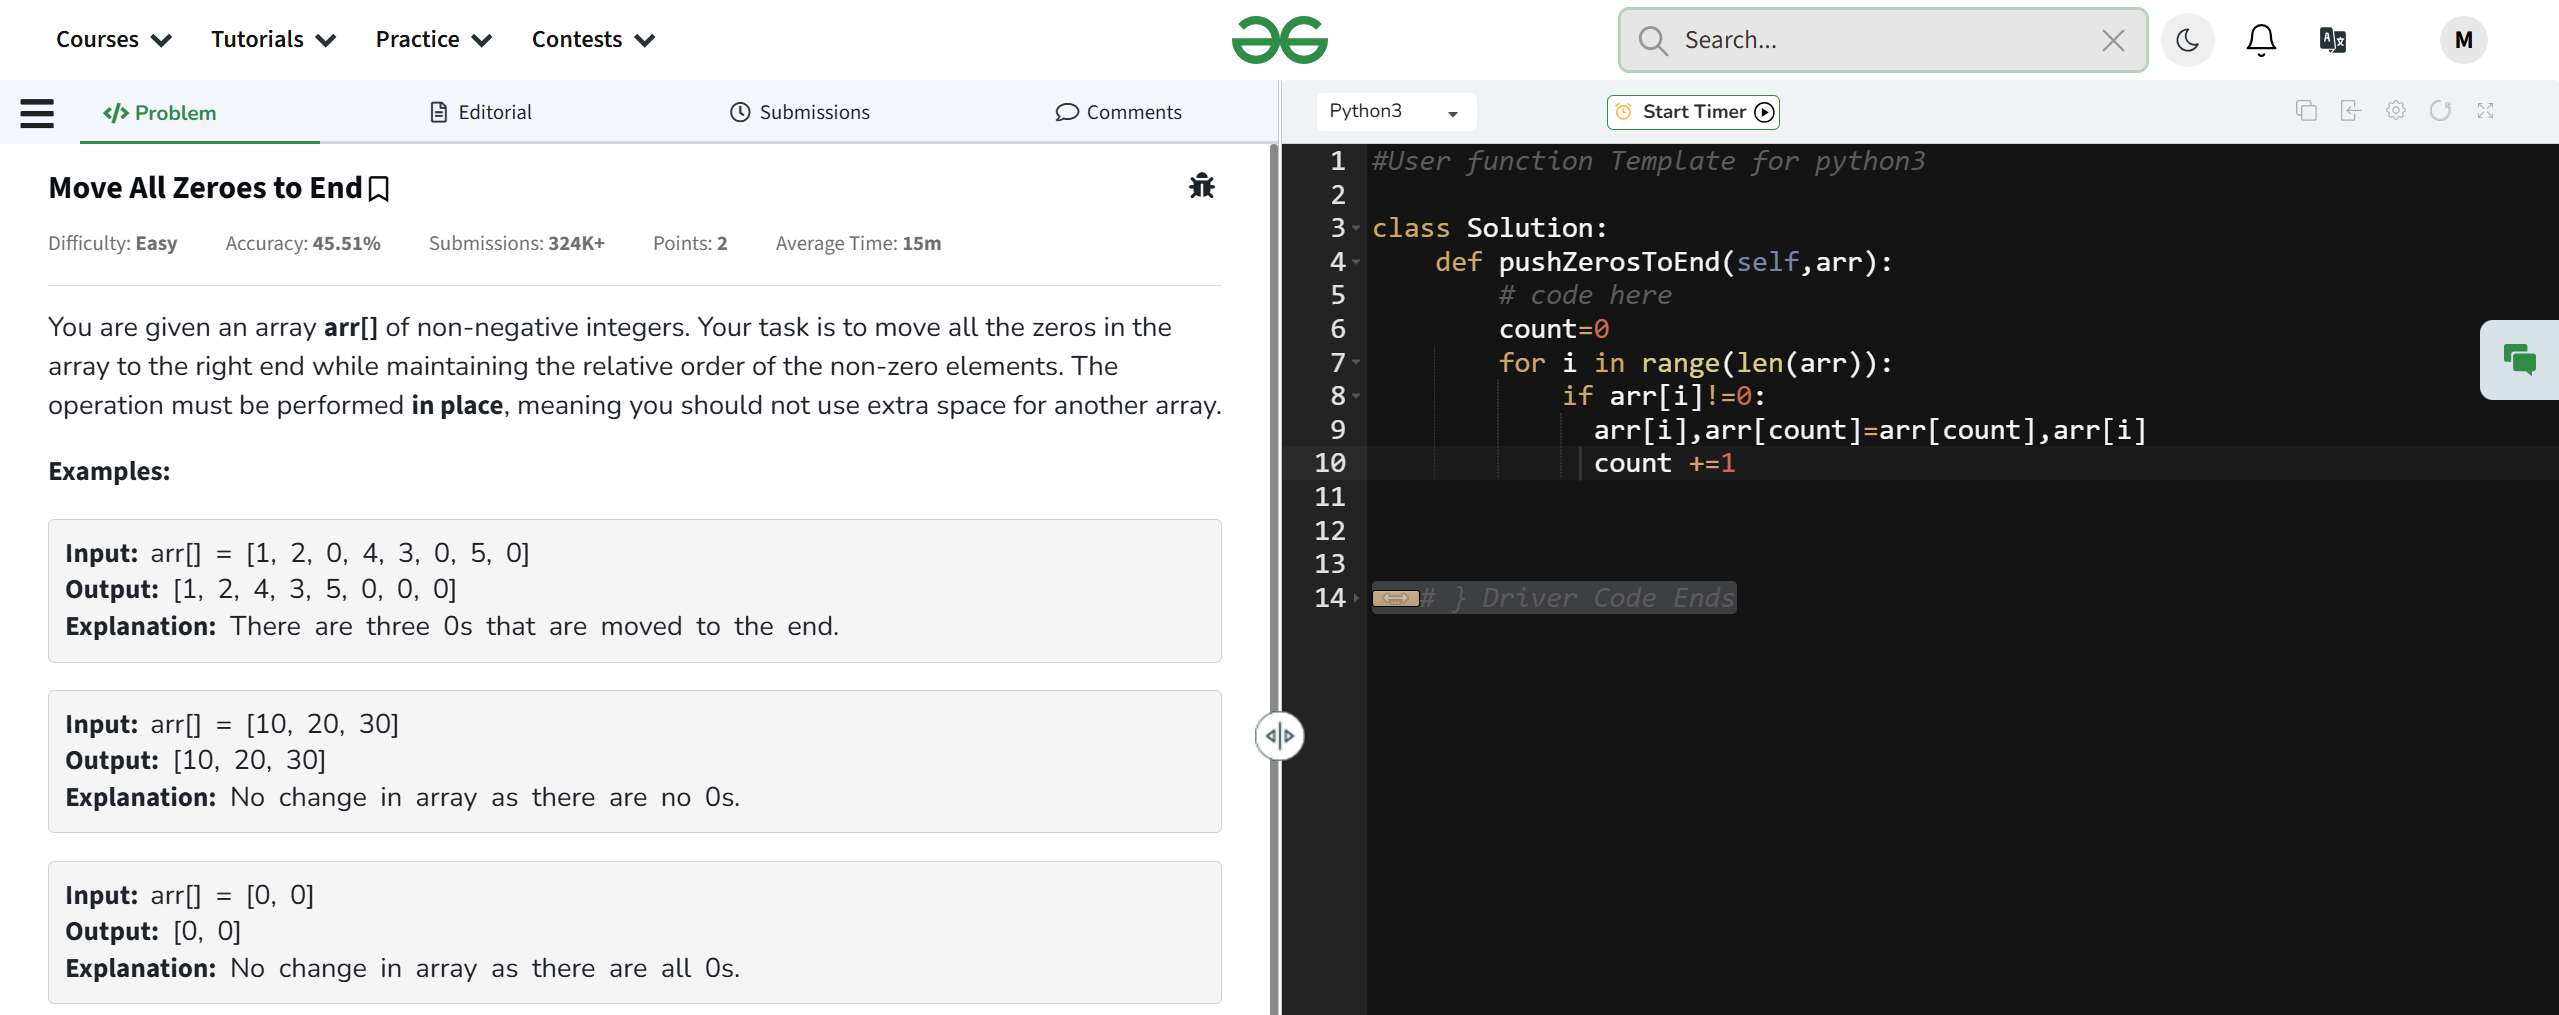 Courses Tutorials Practice Contests Search... M
Problem Editorial Submissions Comments
Python3 Start Timer
Move All Zeroes to End
Difficulty: Easy Accuracy: 45.51% Submissions: 324K+ Points: 2 Average Time: 15m
You are given an array arr[] of non-negative integers. Your task is to move all the zeros in the
array to the right end while maintaining the relative order of the non-zero elements. The
operation must be performed in place, meaning you should not use extra space for another array.
Examples:
Input: arr[] = [1, 2, 0, 4, 3, 0, 5, 0]
Output: [1, 2, 4, 3, 5, 0, 0, 0]
Explanation: There are three 0s that are moved to the end.
Input: arr[] = [10, 20, 30]
Output: [10, 20, 30]
Explanation: No change in array as there are no 0s.
Input: arr[] = [0, 0]
Output: [0, 0]
Explanation: No change in array as there are all 0s.
1 #User function Template for python3
2
3 class Solution:
4     def pushZerosToEnd(self,arr):
5         # code here
6         count=0
7         for i in range(len(arr)):
8             if arr[i]!=0:
9               arr[i],arr[count]=arr[count],arr[i]
10               count +=1
11
12
13
14 # } Driver Code Ends